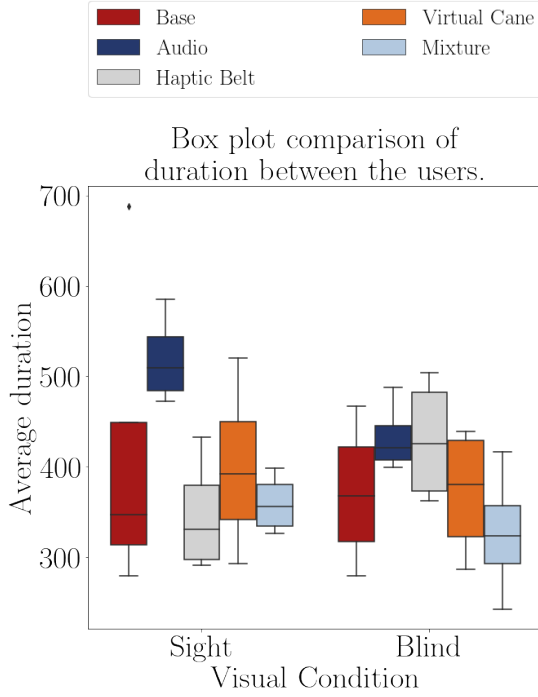 Base
Audio
Haptic Belt
Virtual Cane
Mixture
Box plot comparison of
duration between the users.
Average duration
700
600
500
400
300
Sight
Blind
Visual Condition